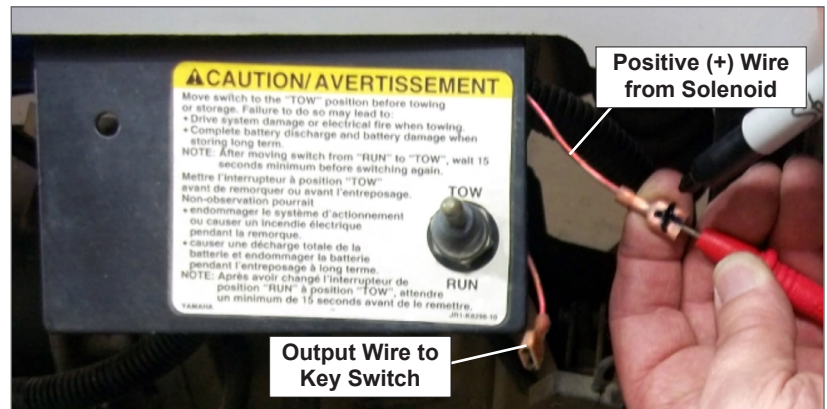 CAUTION/AVERTISSEMENT
Move switch to the "TOW" position before towing
or storage. Failure to do so may lead to:
• Drive system damage or electrical fire when towing.
• Complete battery discharge and battery damage when
storing long term.
NOTE: After moving switch from "RUN" to "TOW", wait 15
seconds minimum before switching again.
Mettre l'interrupteur à position "TOW"
avant de remorquer ou avant l'entreposage.
Non-observation pourrait
• endommager le système d'actionnement
ou causer un incendie électrique
pendant la remorque.
• causer une décharge totale de la
batterie et endommager la batterie
pendant l'entreposage à long terme.
NOTE: Après avoir changé l'interrupteur de
position "RUN" à position "TOW", attendre
un minimum de 15 secondes avant de le remettre.
YAMAHA
JR1-K8298-10
TOW
RUN
Positive (+) Wire
from Solenoid
+
Output Wire to
Key Switch